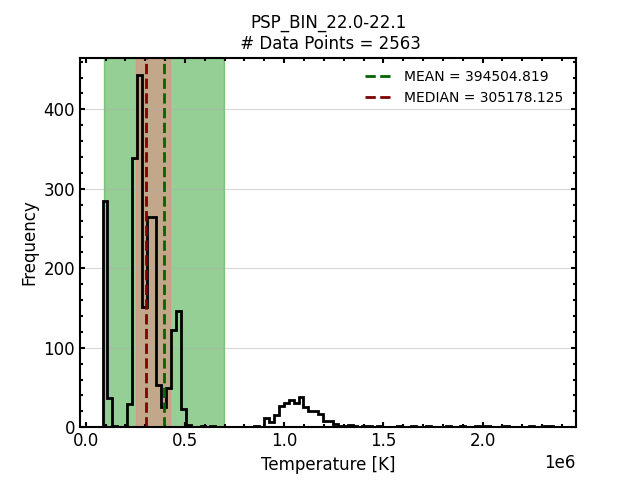 PSP_BIN_22.0-22.1
# Data Points = 2563
MEAN = 394504.819
MEDIAN = 305178.125
Frequency
400
300
200
100
0
0.0 0.5 1.0 1.5 2.0
Temperature [K]
1e6